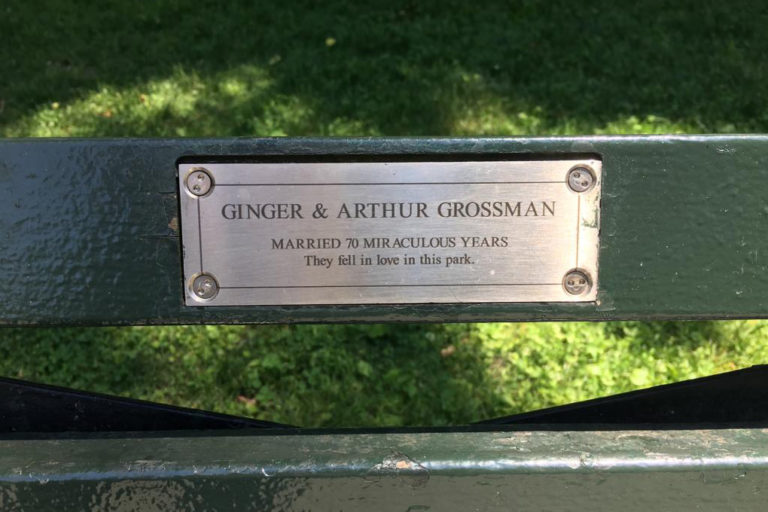 GINGER & ARTHUR GROSSMAN
MARRIED 70 MIRACULOUS YEARS
They fell in love in this park.